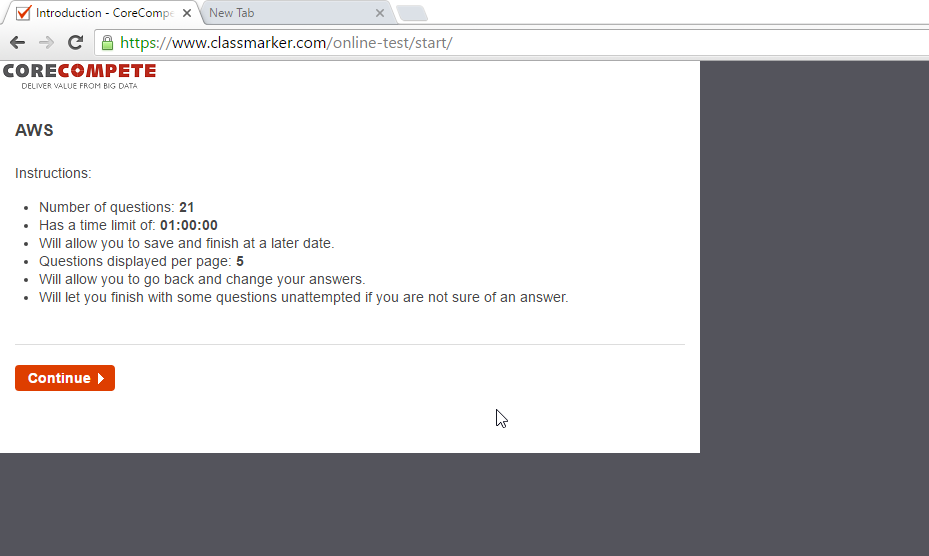 Introduction - CoreCompe
New Tab
https://www.classmarker.com/online-test/start/
CORECOMPETE
DELIVER VALUE FROM BIG DATA
AWS
Instructions:
Number of questions: 21
Has a time limit of: 01:00:00
Will allow you to save and finish at a later date.
Questions displayed per page: 5
Will allow you to go back and change your answers.
Will let you finish with some questions unattempted if you are not sure of an answer.
Continue